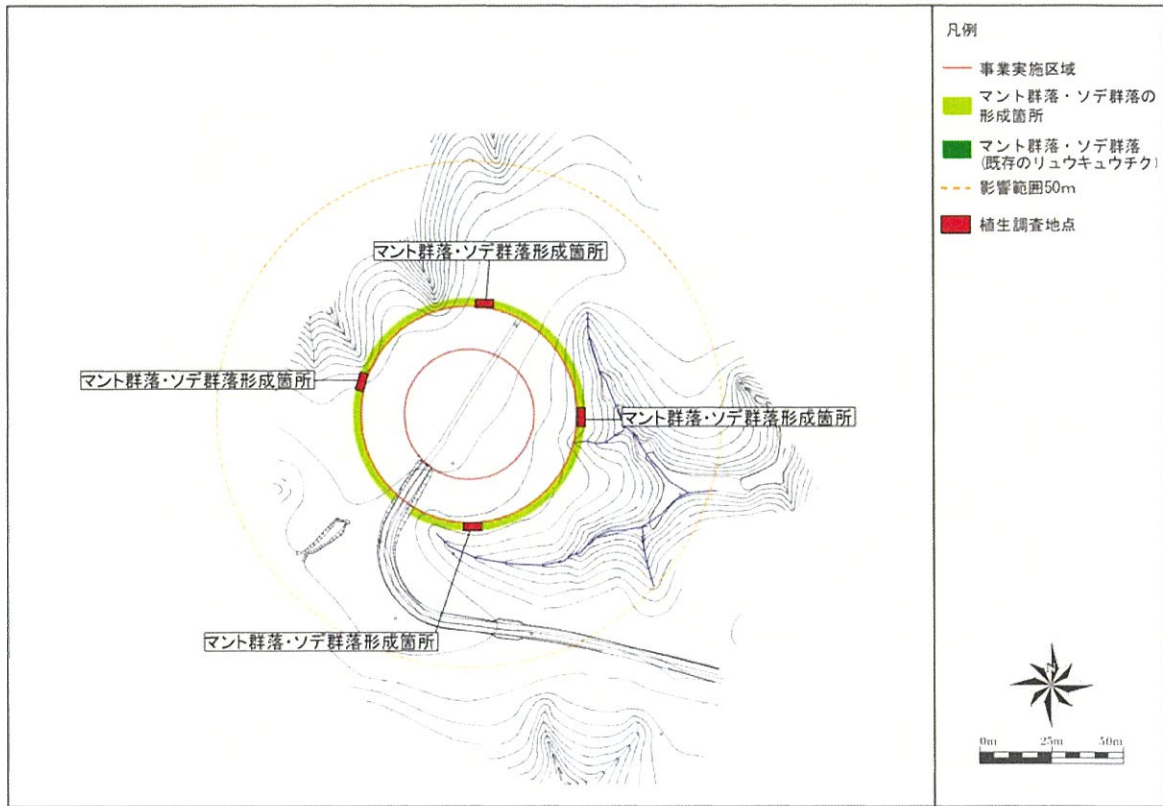 凡例
事業実施区域
マント群落・ソデ群落の
形成箇所
マント群落・ソデ群落
(既存のリュウキュウチク)
影響範囲50m
植生調査地点
マント群落・ソデ群落形成箇所
マント群落・ソデ群落形成箇所
マント群落・ソデ群落形成箇所
マント群落・ソデ群落形成箇所
N
0m 25m 50m